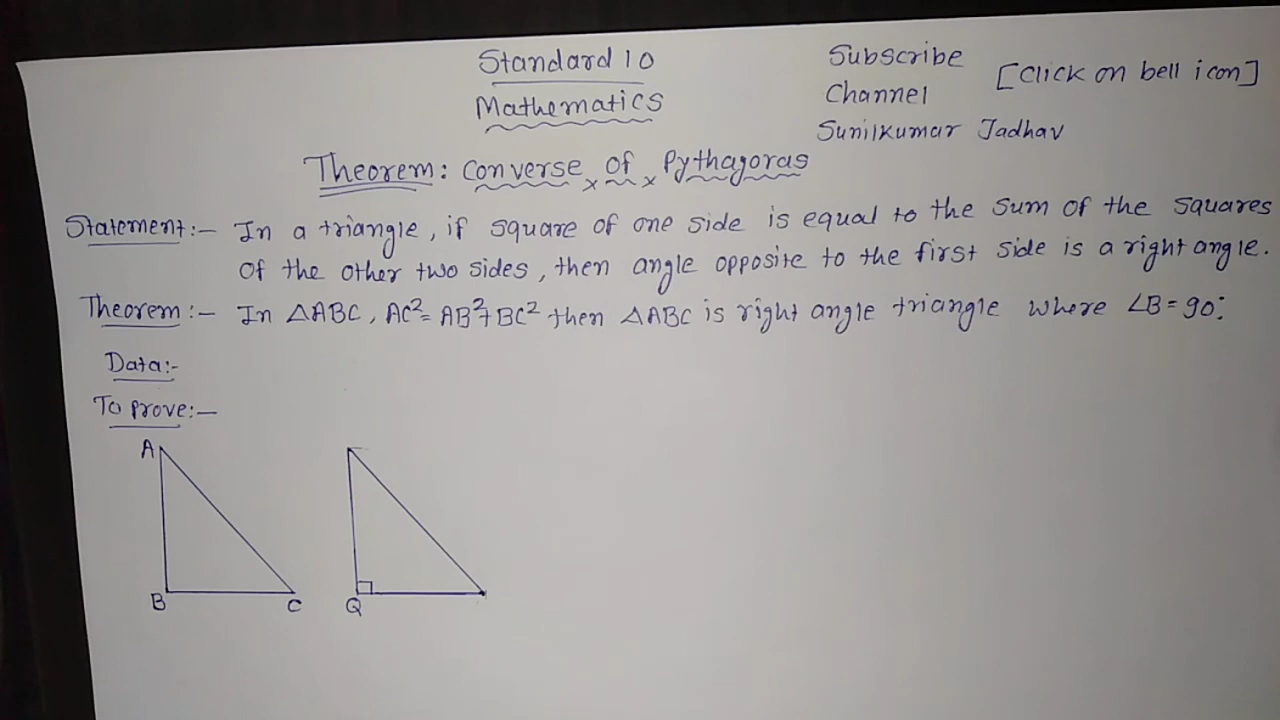 Standard 10
Mathematics
Subscribe
Channel
Sunilkumar Jadhav
[Click on bell icon]
Theorem: Converse of Pythagoras
Statement:- In a triangle, if square of one side is equal to the sum of the squares
of the other two sides, then angle opposite to the first side is a right angle.
Theorem:- In △ABC, AC²= AB²+BC² then △ABC is right angle triangle where ∠B=90°.
Data:-
To prove:-
A
B C Q